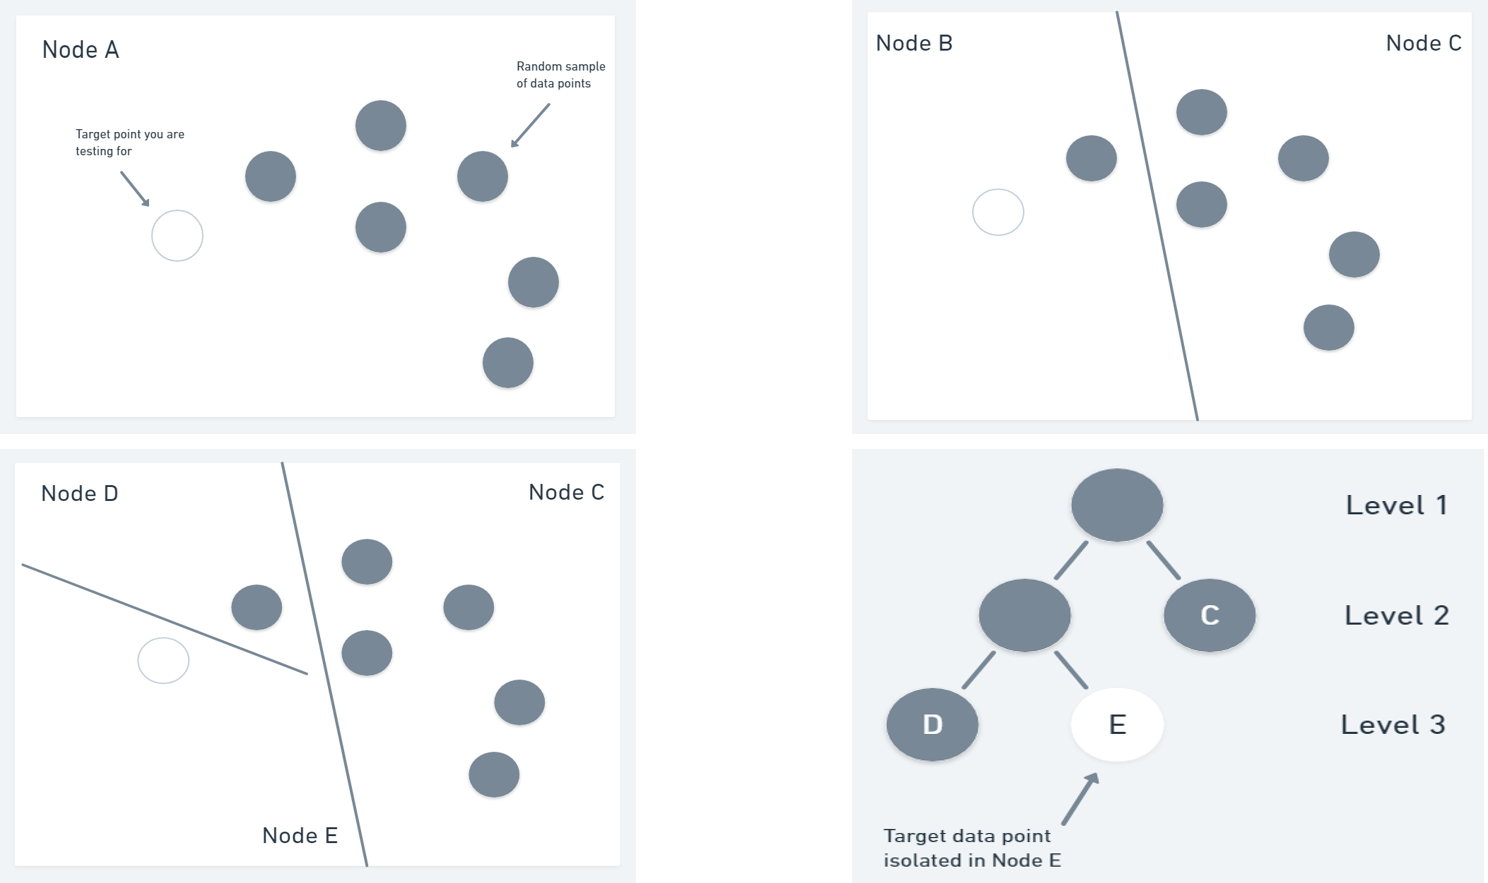 Node A
Random sample
of data points
Target point you are
testing for
Node B
Node C
Node D
Node C
Node E
Level 1
C
Level 2
D
E
Level 3
Target data point
isolated in Node E